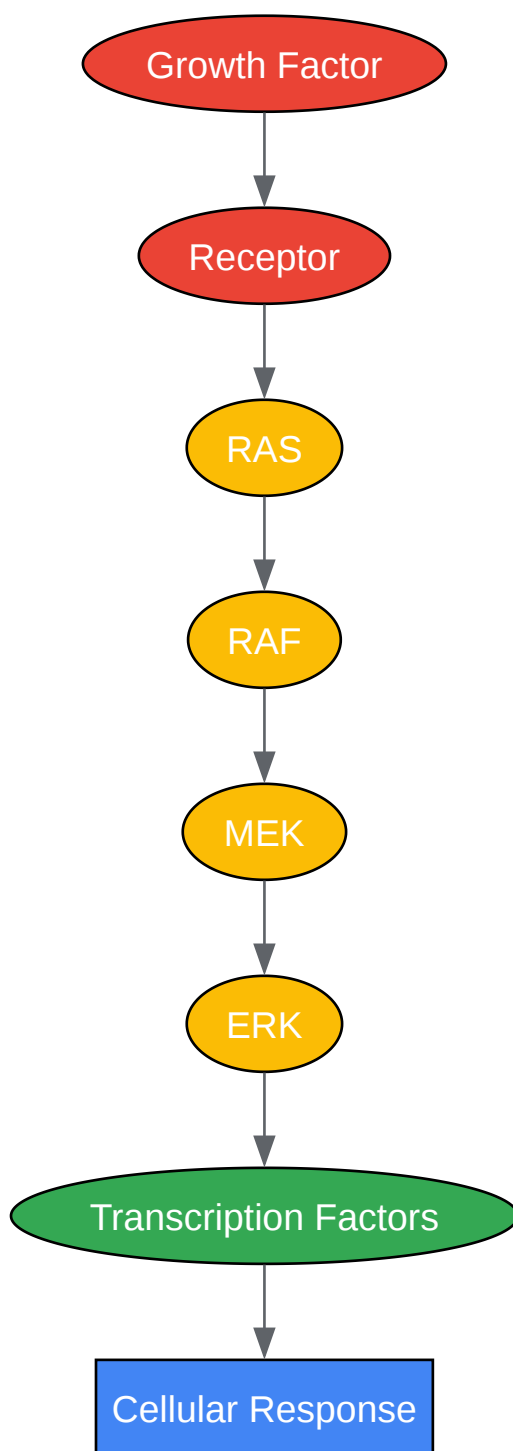 Growth Factor
Receptor
RAS
RAF
MEK
ERK
Transcription Factors
Cellular Response